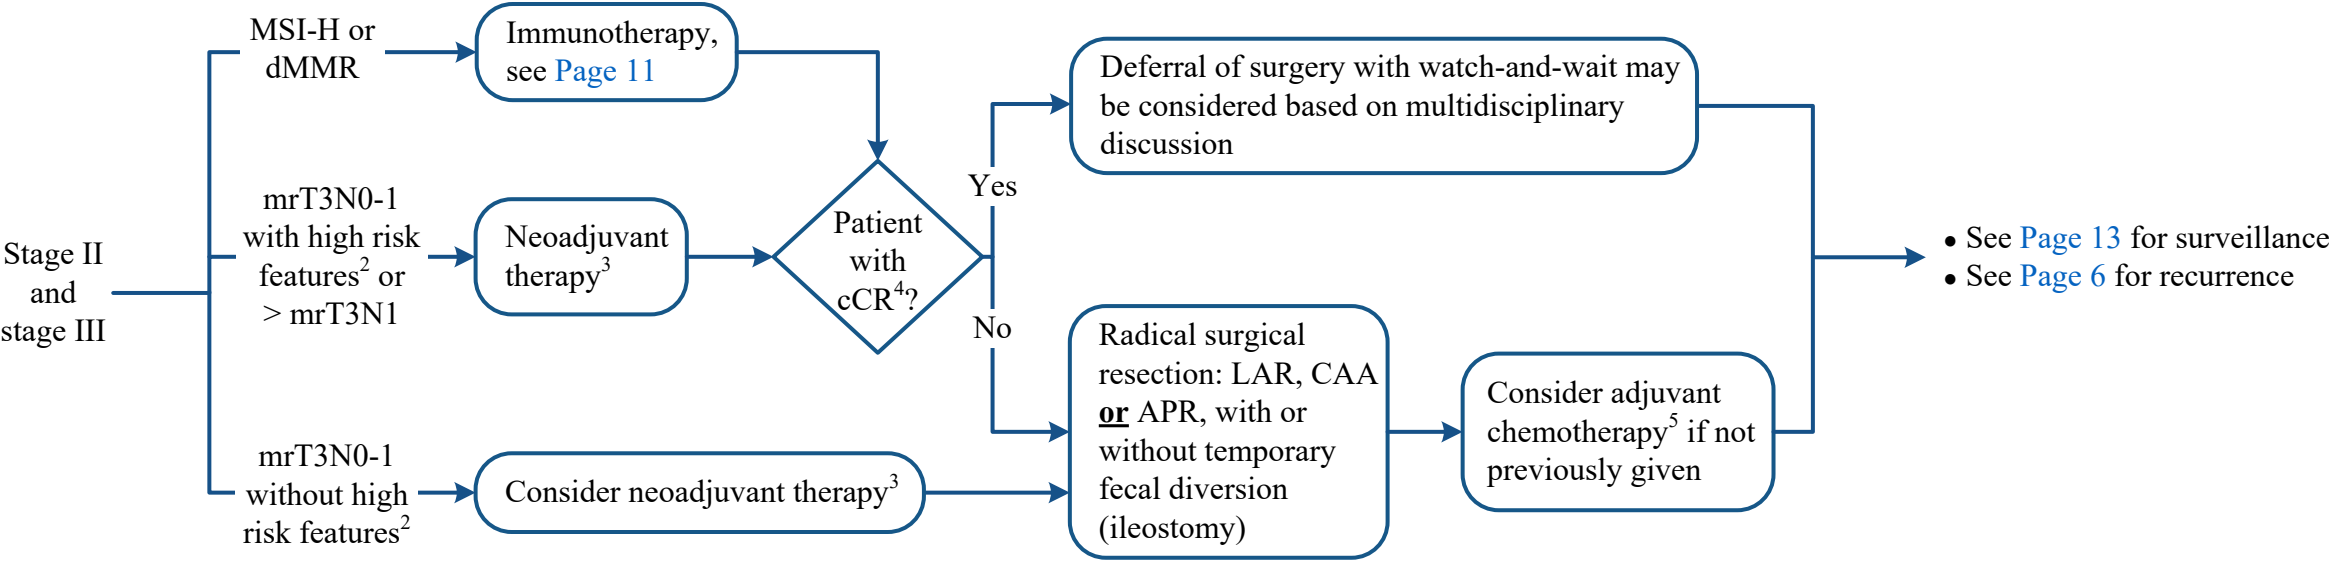 Stage II
and
stage III
MSI-H or
dMMR
Immunotherapy,
see Page 11
mrT3N0-1
with high risk
features2 or
> mrT3N1
Neoadjuvant
therapy3
mrT3N0-1
without high
risk features2
Consider neoadjuvant therapy3
Patient
with
cCR4?
Yes
No
Deferral of surgery with watch-and-wait may
be considered based on multidisciplinary
discussion
Radical surgical
resection: LAR, CAA
or APR, with or
without temporary
fecal diversion
(ileostomy)
Consider adjuvant
chemotherapy5 if not
previously given
• See Page 13 for surveillance
• See Page 6 for recurrence